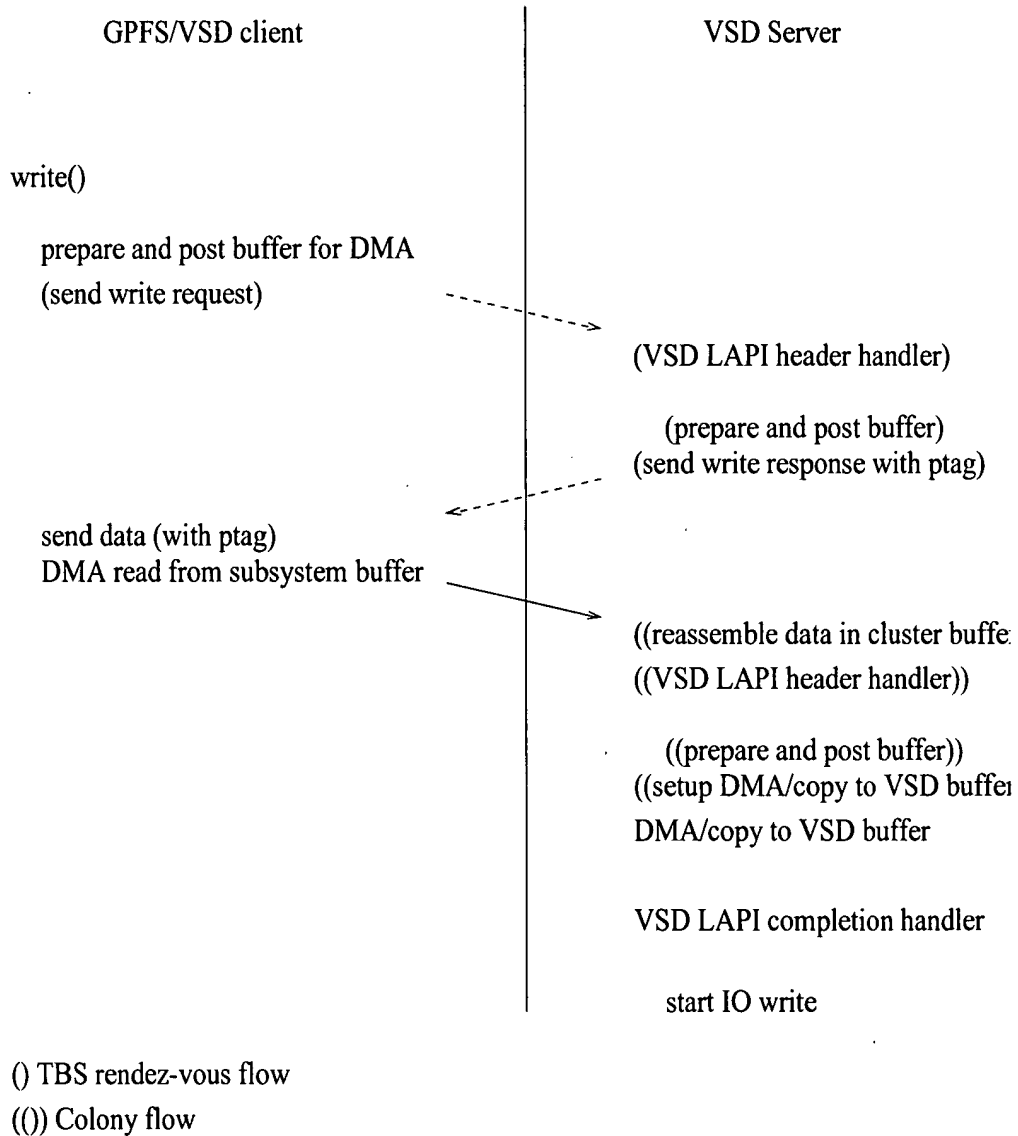 GPFS/VSD client
VSD Server
write()
prepare and post buffer for DMA
(send write request)
(VSD LAPI header handler)
(prepare and post buffer)
(send write response with ptag)
send data (with ptag)
DMA read from subsystem buffer
((reassemble data in cluster
((VSD LAPI header handler))
((prepare and post buffer))
((setup DMA/copy to VSD
DMA/copy to VSD buffer
VSD LAPI completion handler
start IO write
() TBS rendez-vous flow
(()) Colony flow